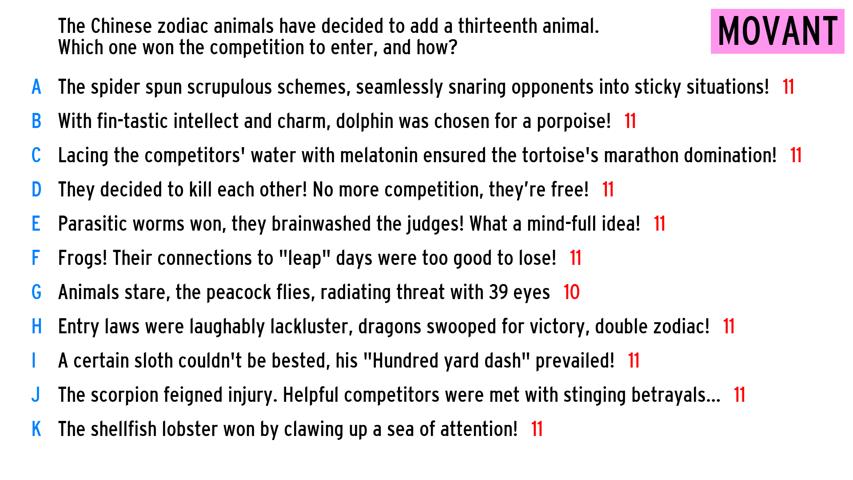 The Chinese zodiac animals have decided to add a thirteenth animal.
Which one won the competition to enter, and how?
MOVANT
A The spider spun scrupulous schemes, seamlessly snaring opponents into sticky situations! 11
B With fin-tastic intellect and charm, dolphin was chosen for a porpoise! 11
C Lacing the competitors' water with melatonin ensured the tortoise's marathon domination! 11
D They decided to kill each other! No more competition, they’re free! 11
E Parasitic worms won, they brainwashed the judges! What a mind-full idea! 11
F Frogs! Their connections to "leap" days were too good to lose! 11
G Animals stare, the peacock flies, radiating threat with 39 eyes 10
H Entry laws were laughably lackluster, dragons swooped for victory, double zodiac! 11
I A certain sloth couldn't be bested, his "Hundred yard dash" prevailed! 11
J The scorpion feigned injury. Helpful competitors were met with stinging betrayals... 11
K The shellfish lobster won by clawing up a sea of attention! 11